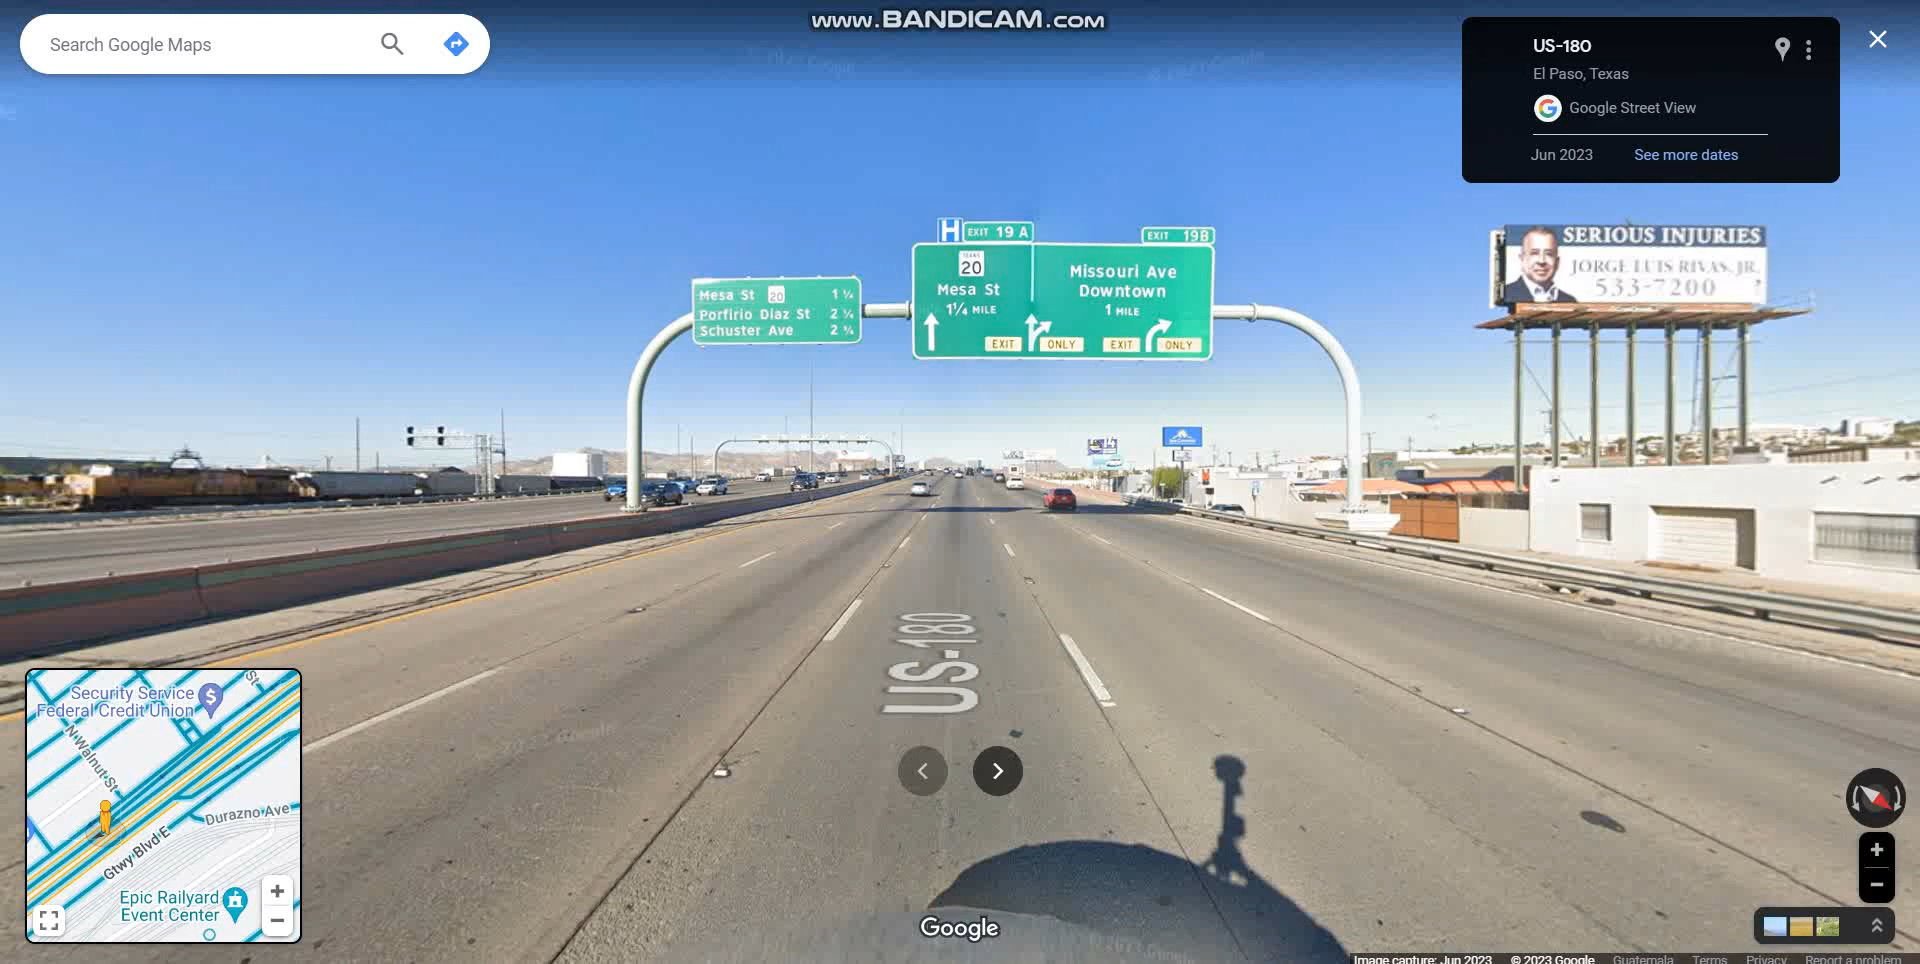 www.BANDICAM.com
Search Google Maps
US-180
El Paso, Texas
Google Street View
Jun 2023 See more dates
H EXIT 19 A
EXIT 19B
TEXAS
20
Mesa St
1¼ MILE
EXIT ONLY
Missouri Ave
Downtown
1 MILE
EXIT ONLY
Mesa St 20 1 ¼
Porfirio Diaz St 2 ¼
Schuster Ave 2 ¾
SERIOUS INJURIES
JORGE LUIS RIVAS, JR.
533-7200
US-180
Security Service
Federal Credit Union
St
N Walnut St
Durazno Ave
Gtwy Blvd E
Epic Railyard
Event Center
Google
Image capture: Jun 2023 © 2023 Google Guatemala Terms Privacy Report a problem